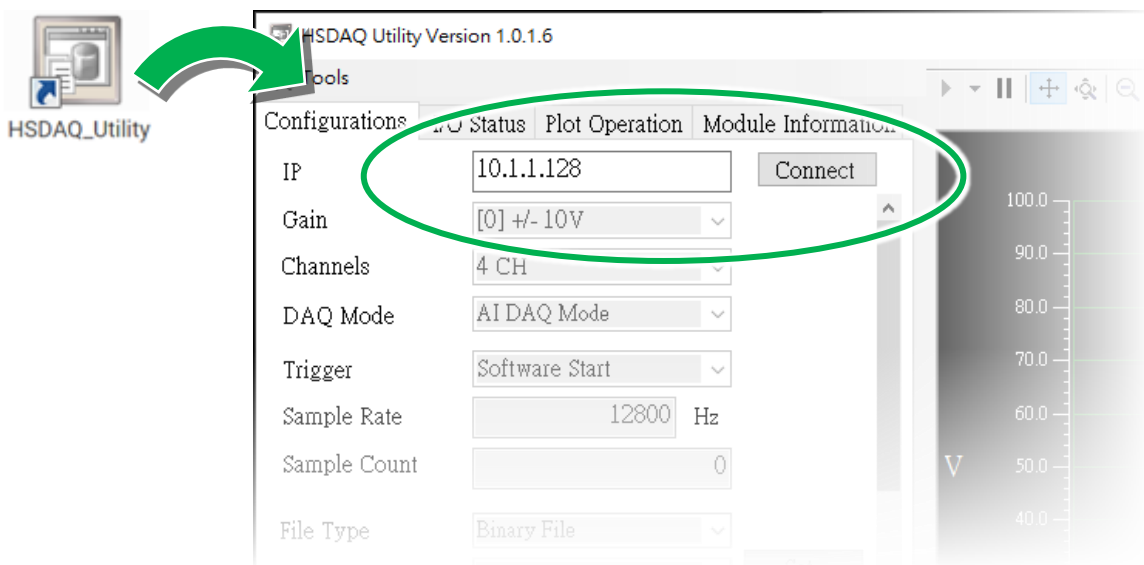 HSDAQ_Utility
HSDAQ Utility Version 1.0.1.6
Tools
Configurations I/O Status Plot Operation Module Information
IP 10.1.1.128 Connect
Gain [0] +/- 10V
Channels 4 CH
DAQ Mode AI DAQ Mode
Trigger Software Start
Sample Rate 12800 Hz
Sample Count 0
File Type Binary File
100.0
90.0
80.0
70.0
60.0
V 50.0
40.0